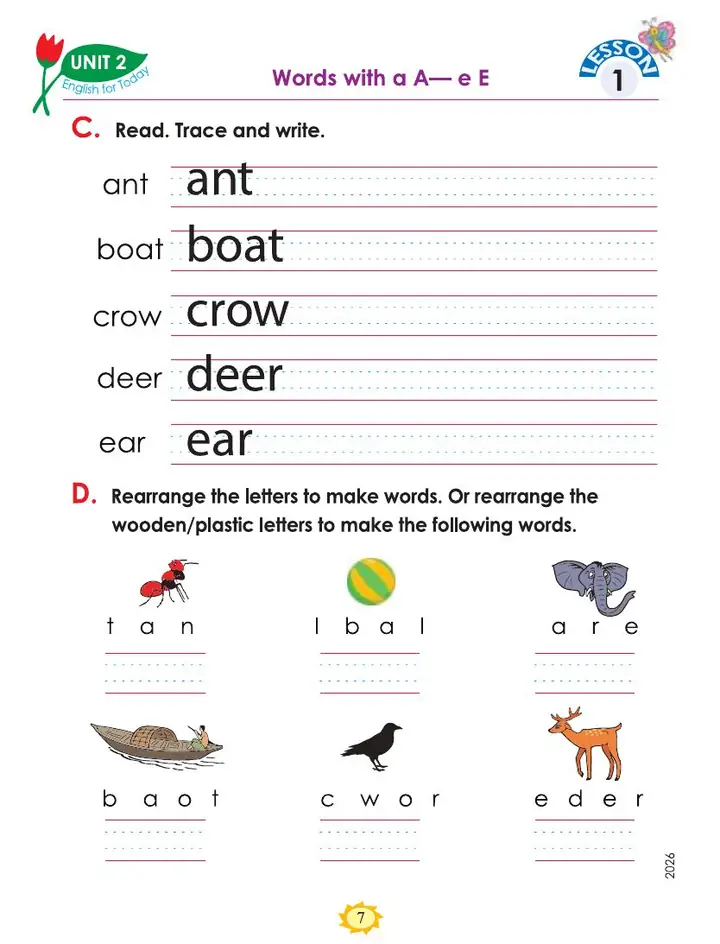 UNIT 2
English for Today
Words with a A— e E
LESSON
1
C. Read. Trace and write.
ant ant
boat boat
crow crow
deer deer
ear ear
D. Rearrange the letters to make words. Or rearrange the
wooden/plastic letters to make the following words.
t a n l b a l a r e
b a o t c w o r e d e r
2026
7